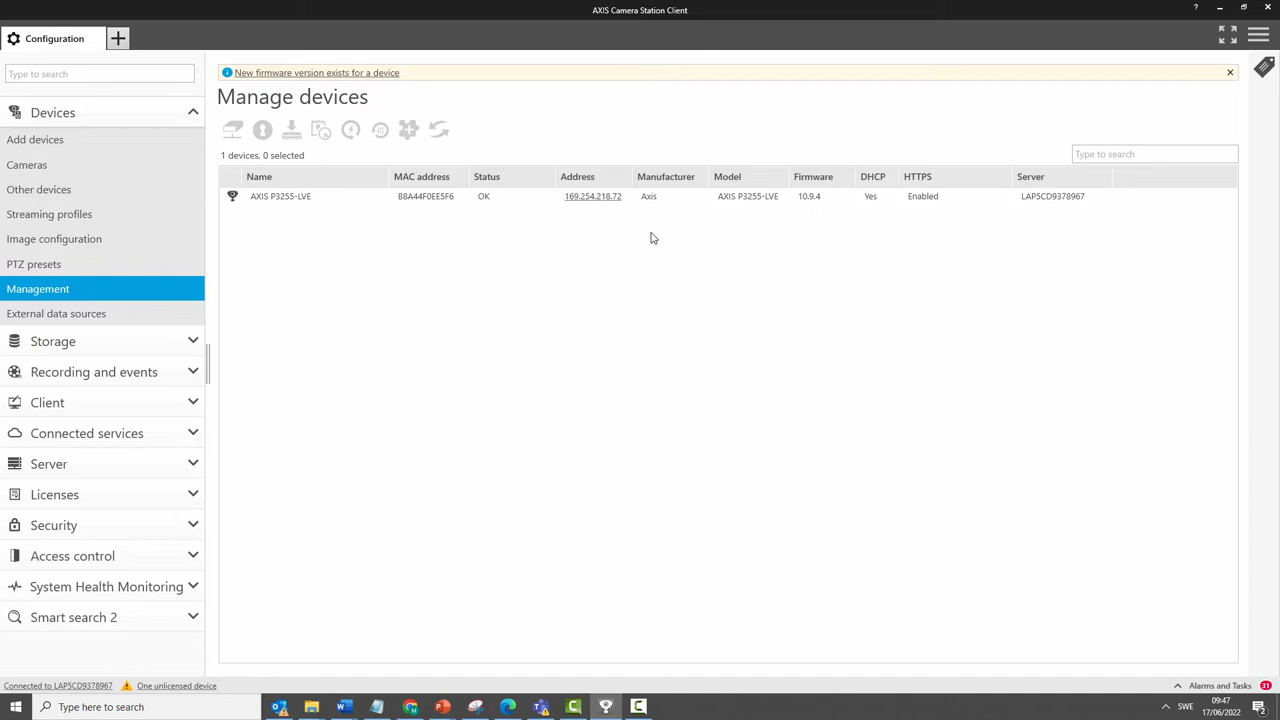 AXIS Camera Station Client
Configuration
Type to search
New firmware version exists for a device
Manage devices
Devices
Add devices
Cameras
Other devices
Streaming profiles
Image configuration
PTZ presets
Management
External data sources
Storage
Recording and events
Client
Connected services
Server
Licenses
Security
Access control
System Health Monitoring
Smart search 2
1 devices, 0 selected
Type to search
Name MAC address Status Address Manufacturer Model Firmware DHCP HTTPS Server
AXIS P3255-LVE B8A44F0EE5F6 OK 169.254.218.72 Axis AXIS P3255-LVE 10.9.4 Yes Enabled LAP5CD9378967
Connected to LAP5CD9378967 One unlicensed device Alarms and Tasks 31
Type here to search
SWE
09:47
17/06/2022
2